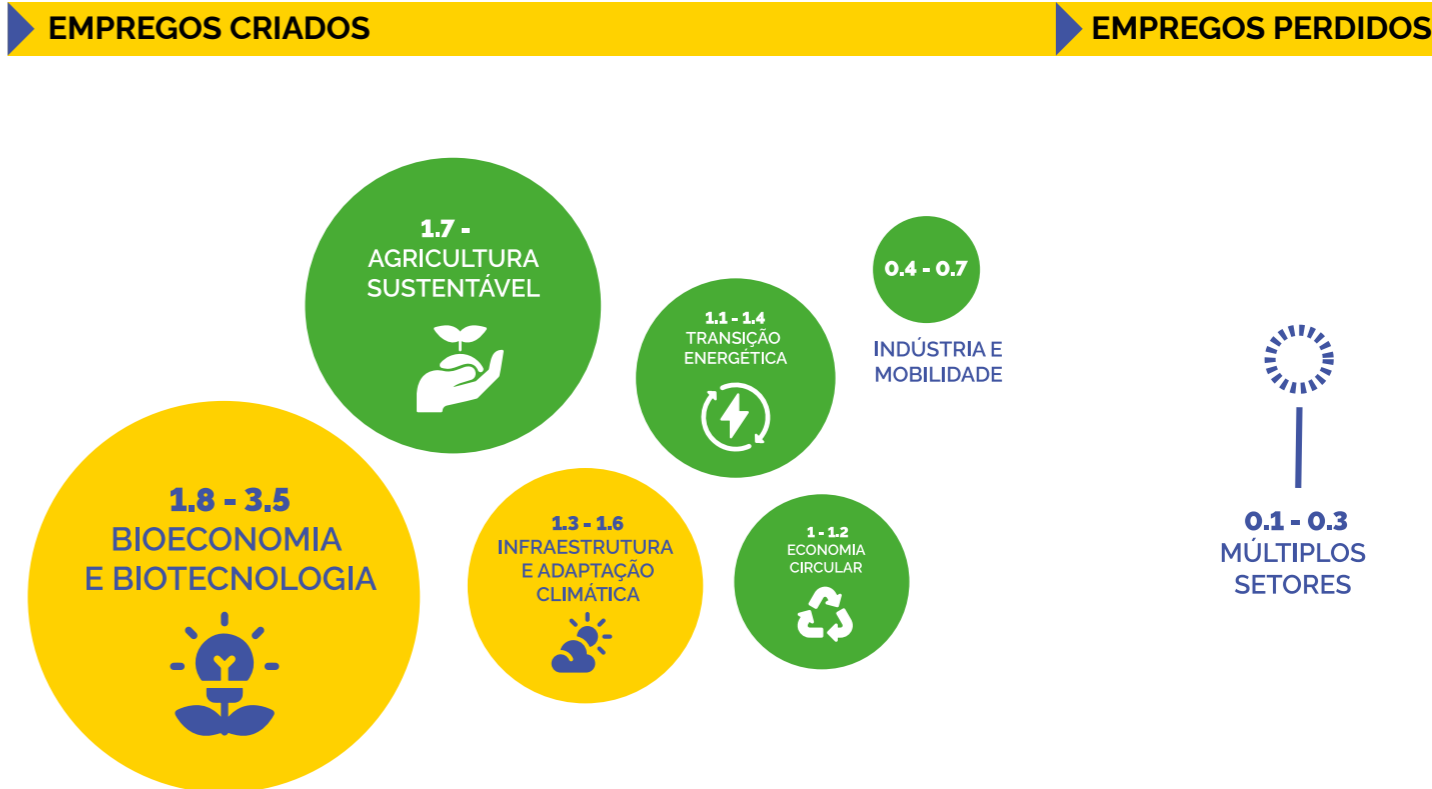 EMPREGOS CRIADOS
EMPREGOS PERDIDOS
1.7 -
AGRICULTURA
SUSTENTÁVEL
0.4 - 0.7
INDÚSTRIA E
MOBILIDADE
1.1 - 1.4
TRANSIÇÃO
ENERGÉTICA
1.8 - 3.5
BIOECONOMIA
E BIOTECNOLOGIA
1.3 - 1.6
INFRAESTRUTURA
E ADAPTAÇÃO
CLIMÁTICA
1 - 1.2
ECONOMIA
CIRCULAR
0.1 - 0.3
MÚLTIPLOS
SETORES